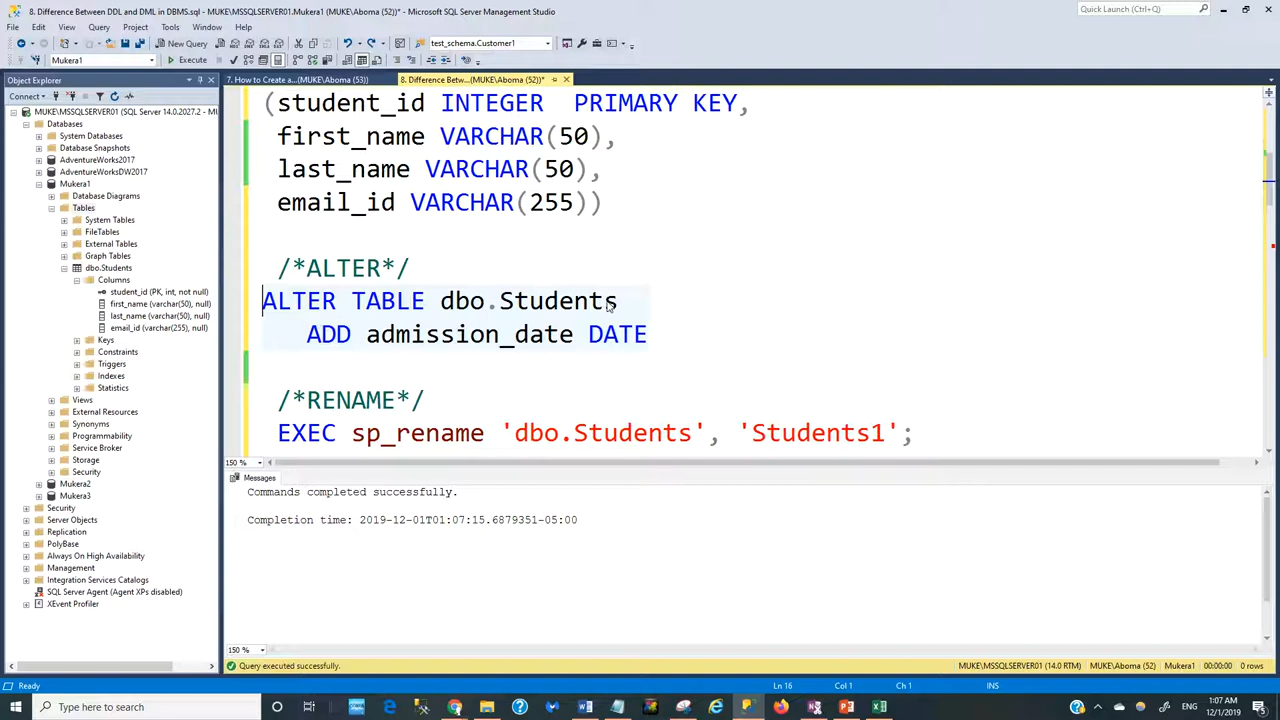 8. Difference Between DDL and DML in DBMS.sql - MUKE\MSSQLSERVER01.Mukera1 (MUKE\Aboma (52))* - Microsoft SQL Server Management Studio
Quick Launch (Ctrl+Q)
File Edit View Query Project Tools Window Help
New Query
test_schema.Customer1
Mukera1
Execute
Object Explorer
7. How to Create a...(MUKE\Aboma (53))
8. Difference Betw...(MUKE\Aboma (52))*
Connect
MUKE\MSSQLSERVER01 (SQL Server 14.0.2027.2 - MU
Databases
System Databases
Database Snapshots
AdventureWorks2017
AdventureWorksDW2017
Mukera1
Database Diagrams
Tables
System Tables
FileTables
External Tables
Graph Tables
dbo.Students
Columns
student_id (PK, int, not null)
first_name (varchar(50), null)
last_name (varchar(50), null)
email_id (varchar(255), null)
Keys
Constraints
Triggers
Indexes
Statistics
Views
External Resources
Synonyms
Programmability
Service Broker
Storage
Security
Mukera2
Mukera3
Security
Server Objects
Replication
PolyBase
Always On High Availability
Management
Integration Services Catalogs
SQL Server Agent (Agent XPs disabled)
XEvent Profiler
(student_id INTEGER PRIMARY KEY,
first_name VARCHAR(50),
last_name VARCHAR(50),
email_id VARCHAR(255))
/*ALTER*/
ALTER TABLE dbo.Students
ADD admission_date DATE
/*RENAME*/
EXEC sp_rename 'dbo.Students', 'Students1';
150 %
Messages
Commands completed successfully.
Completion time: 2019-12-01T01:07:15.6879351-05:00
150 %
Query executed successfully.
MUKE\MSSQLSERVER01 (14.0 RTM) MUKE\Aboma (52) Mukera1 00:00:00 0 rows
Ready
Ln 16 Col 1 Ch 1 INS
Type here to search
1:07 AM
12/1/2019